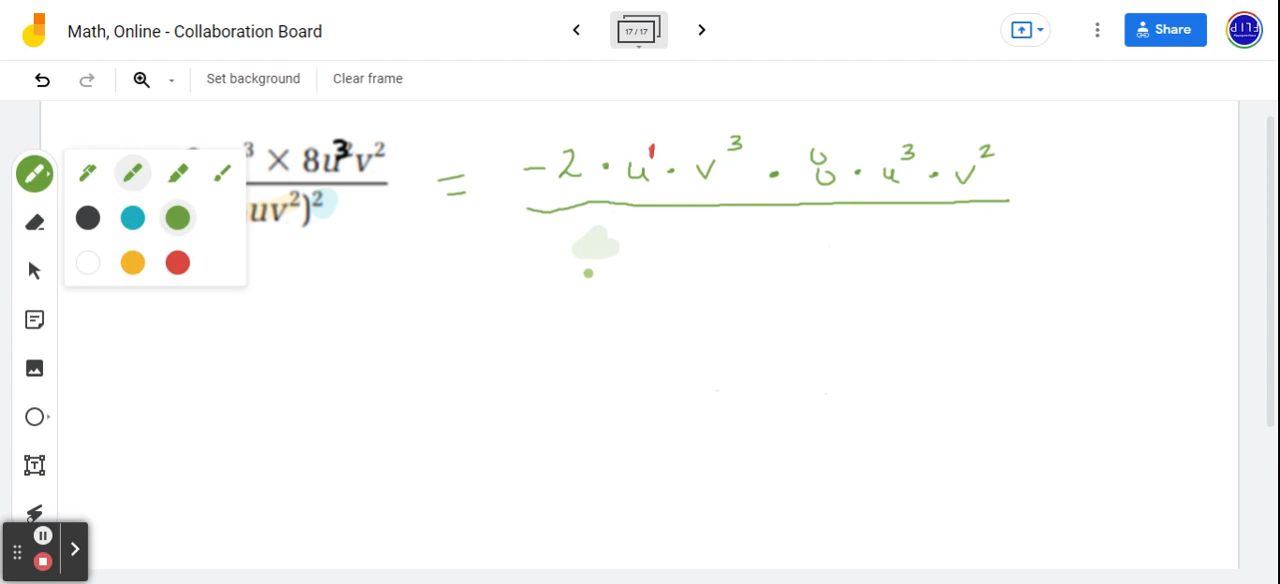 Math, Online - Collaboration Board
17 / 17
Share
FLIP
Set background
Clear frame
³ × 8u³v²
uv²)²
= -2 · u¹ · v³ · 8 · u³ · v²